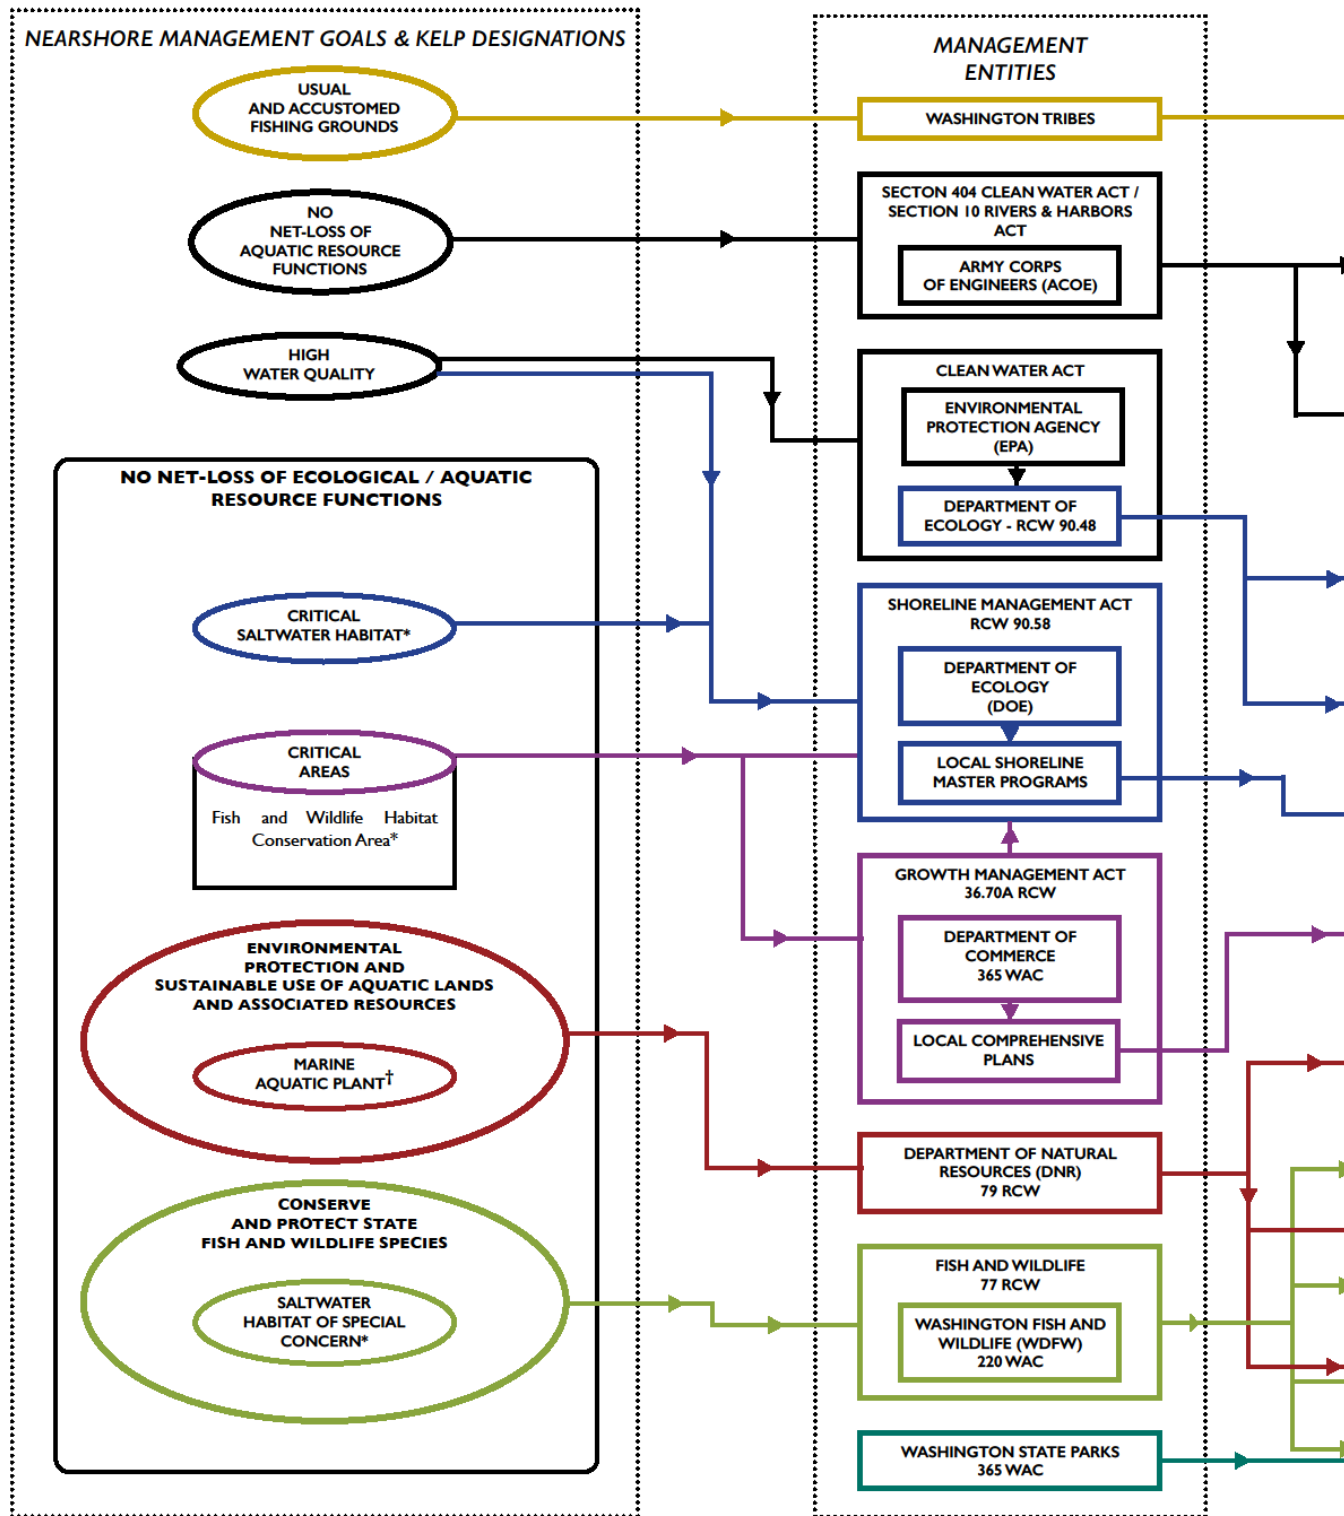 NEARSHORE MANAGEMENT GOALS & KELP DESIGNATIONS
USUAL
AND ACCUSTOMED
FISHING GROUNDS
NO
NET-LOSS OF
AQUATIC RESOURCE
FUNCTIONS
HIGH
WATER QUALITY
NO NET-LOSS OF ECOLOGICAL / AQUATIC
RESOURCE FUNCTIONS
CRITICAL
SALTWATER HABITAT*
CRITICAL
AREAS
Fish and Wildlife Habitat
Conservation Area*
ENVIRONMENTAL
PROTECTION AND
SUSTAINABLE USE OF AQUATIC LANDS
AND ASSOCIATED RESOURCES
MARINE
AQUATIC PLANT†
CONSERVE
AND PROTECT STATE
FISH AND WILDLIFE SPECIES
SALTWATER
HABITAT OF SPECIAL
CONCERN*
MANAGEMENT
ENTITIES
WASHINGTON TRIBES
SECTON 404 CLEAN WATER ACT /
SECTION 10 RIVERS & HARBORS
ACT
ARMY CORPS
OF ENGINEERS (ACOE)
CLEAN WATER ACT
ENVIRONMENTAL
PROTECTION AGENCY
(EPA)
DEPARTMENT OF
ECOLOGY - RCW 90.48
SHORELINE MANAGEMENT ACT
RCW 90.58
DEPARTMENT OF
ECOLOGY
(DOE)
LOCAL SHORELINE
MASTER PROGRAMS
GROWTH MANAGEMENT ACT
36.70A RCW
DEPARTMENT OF
COMMERCE
365 WAC
LOCAL COMPREHENSIVE
PLANS
DEPARTMENT OF NATURAL
RESOURCES (DNR)
79 RCW
FISH AND WILDLIFE
77 RCW
WASHINGTON FISH AND
WILDLIFE (WDFW)
220 WAC
WASHINGTON STATE PARKS
365 WAC